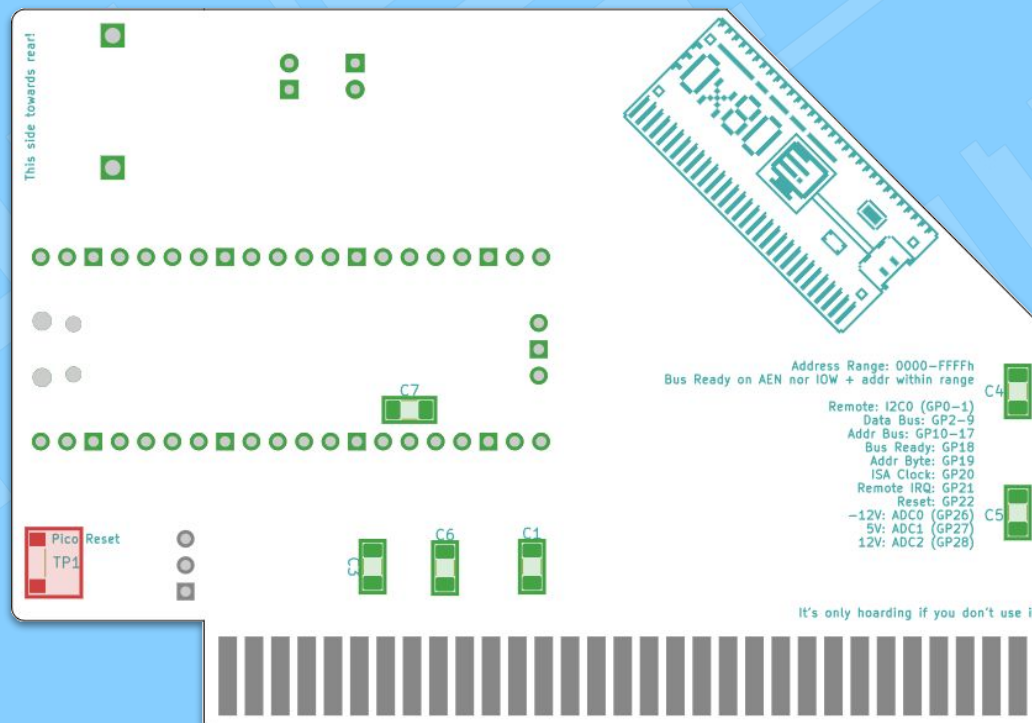 This side towards rear!
0x80
Address Range: 0000-FFFFh
Bus Ready on AEN nor IOW + addr within range
C4
C7
Remote: I2C0 (GP0-1)
Data Bus: GP2-9
Addr Bus: GP10-17
Bus Ready: GP18
Addr Byte: GP19
ISA Clock: GP20
Remote IRQ: GP21
Reset: GP22
-12V: ADC0 (GP26)
C5
5V: ADC1 (GP27)
12V: ADC2 (GP28)
Pico Reset
TP1
C3
C6
C1
It's only hoarding if you don't use i